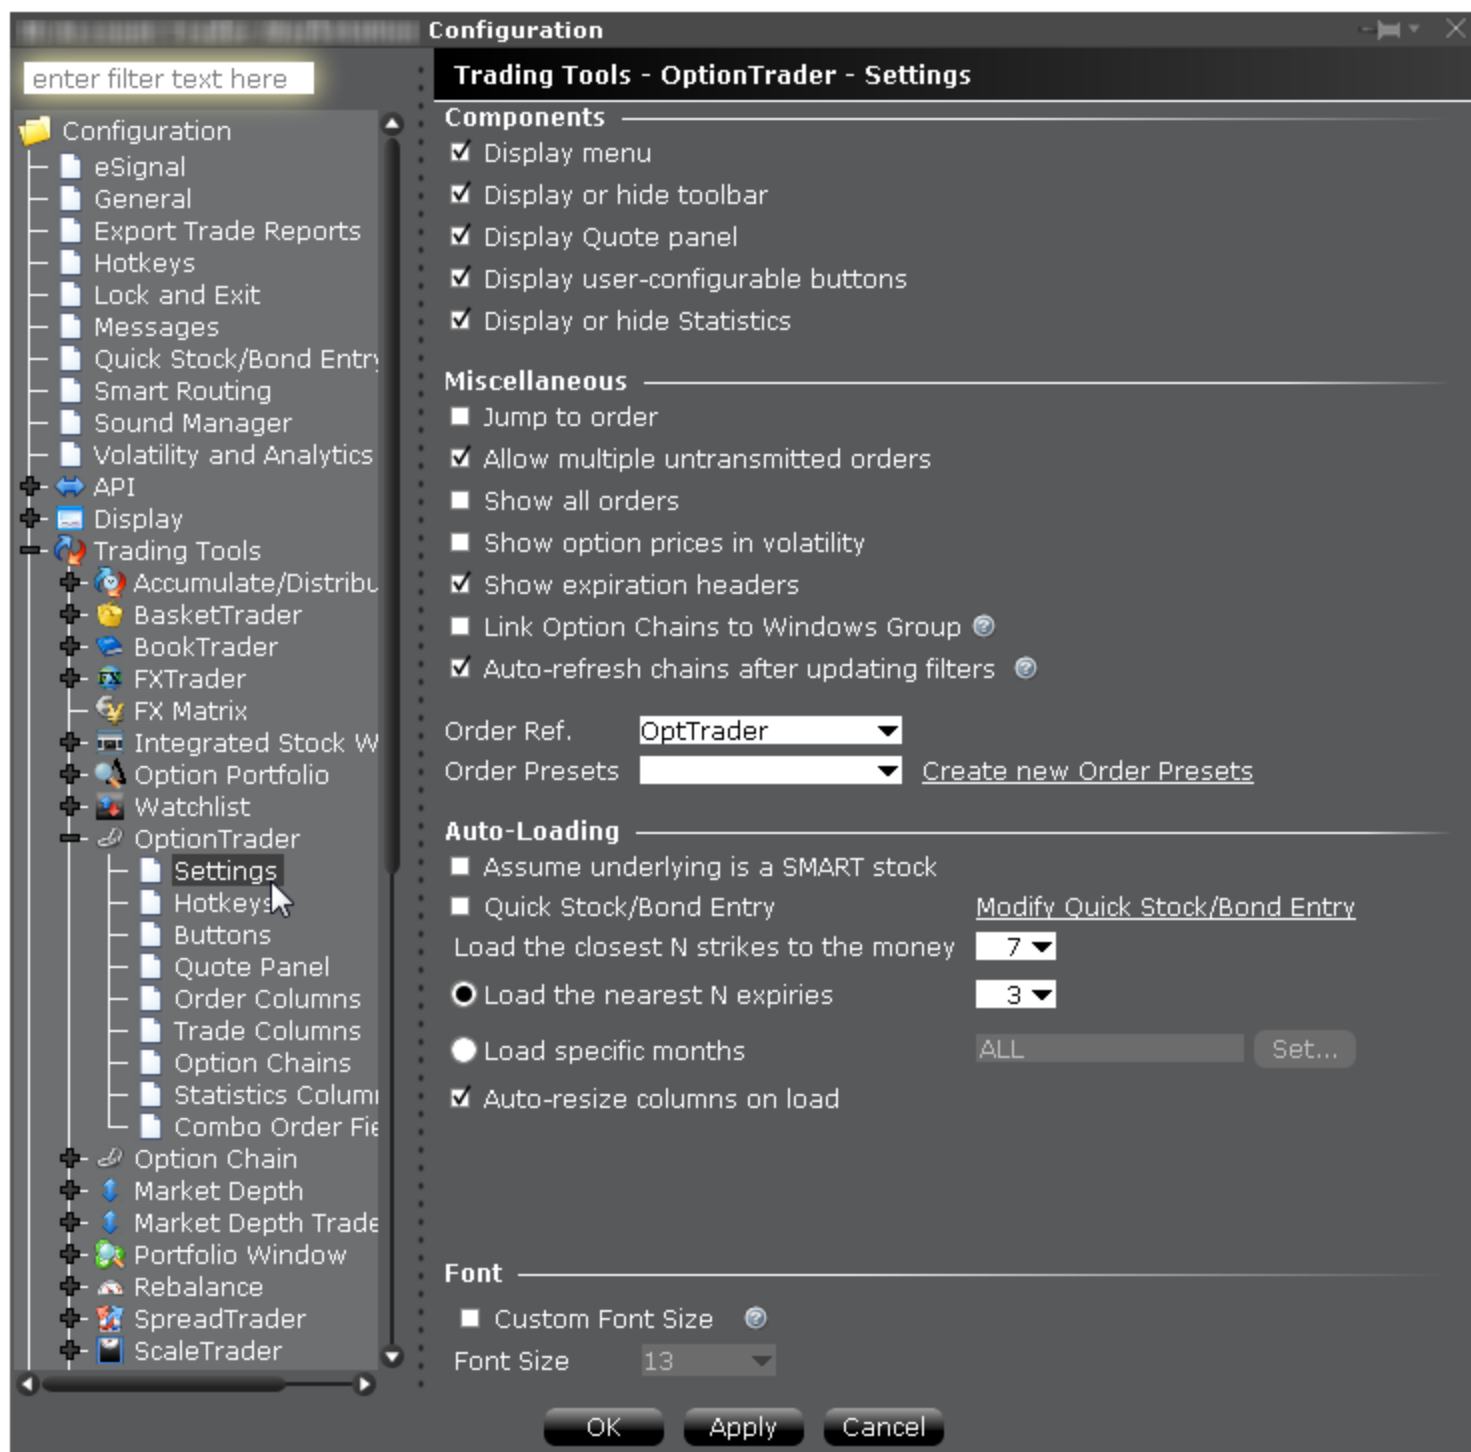 Configuration
enter filter text here
Configuration
eSignal
General
Export Trade Reports
Hotkeys
Lock and Exit
Messages
Quick Stock/Bond Entry
Smart Routing
Sound Manager
Volatility and Analytics
API
Display
Trading Tools
Accumulate/Distribu
BasketTrader
BookTrader
FXTrader
FX Matrix
Integrated Stock W
Option Portfolio
Watchlist
OptionTrader
Settings
Hotkeys
Buttons
Quote Panel
Order Columns
Trade Columns
Option Chains
Statistics Colum
Combo Order Fie
Option Chain
Market Depth
Market Depth Trade
Portfolio Window
Rebalance
SpreadTrader
ScaleTrader
Trading Tools - OptionTrader - Settings
Components
Display menu
Display or hide toolbar
Display Quote panel
Display user-configurable buttons
Display or hide Statistics
Miscellaneous
Jump to order
Allow multiple untransmitted orders
Show all orders
Show option prices in volatility
Show expiration headers
Link Option Chains to Windows Group ?
Auto-refresh chains after updating filters ?
Order Ref. OptTrader
Order Presets Create new Order Presets
Auto-Loading
Assume underlying is a SMART stock
Quick Stock/Bond Entry Modify Quick Stock/Bond Entry
Load the closest N strikes to the money 7
Load the nearest N expiries 3
Load specific months ALL Set...
Auto-resize columns on load
Font
Custom Font Size ?
Font Size 13
OK Apply Cancel